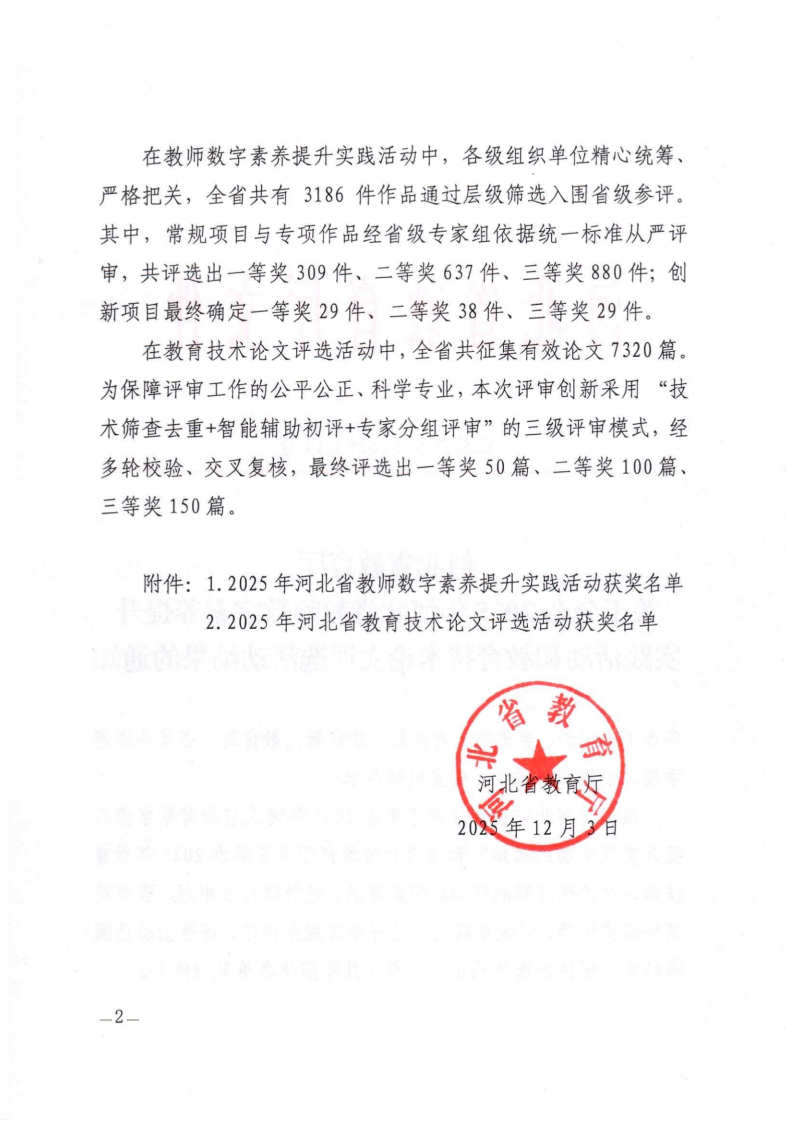 在教师数字素养提升实践活动中，各级组织单位精心统筹、
严格把关，全省共有 3186 件作品通过层级筛选入围省级参评。
其中，常规项目与专项作品经省级专家组依据统一标准从严评
审，共评选出一等奖 309 件、二等奖 637 件、三等奖 880 件；创
新项目最终确定一等奖 29 件、二等奖 38 件、三等奖 29 件。
在教育技术论文评选活动中，全省共征集有效论文 7320 篇。
为保障评审工作的公平公正、科学专业，本次评审创新采用 “技
术筛查去重+智能辅助初评+专家分组评审”的三级评审模式，经
多轮校验、交叉复核，最终评选出一等奖 50 篇、二等奖 100 篇、
三等奖 150 篇。
附件：1. 2025 年河北省教师数字素养提升实践活动获奖名单
2. 2025 年河北省教育技术论文评选活动获奖名单
河北省教育厅
河北省教育厅
2025 年 12 月 3 日
—2—